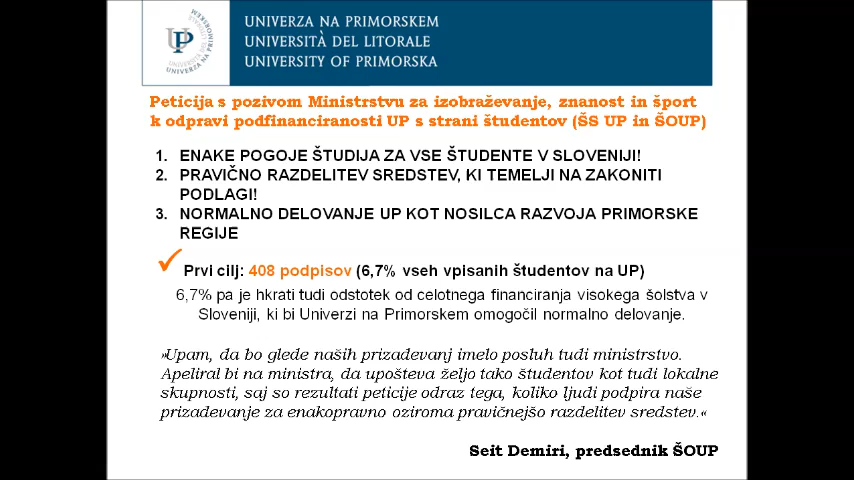 UNIVERZA NA PRIMORSKEM
UNIVERSITÀ DEL LITORALE
UNIVERSITY OF PRIMORSKA
UP
UNIVERZA NA PRIMORSKEM
Peticija s pozivom Ministrstvu za izobraževanje, znanost in šport
k odpravi podfinanciranosti UP s strani študentov (ŠS UP in ŠOUP)
1. ENAKE POGOJE ŠTUDIJA ZA VSE ŠTUDENTE V SLOVENIJI!
2. PRAVIČNO RAZDELITEV SREDSTEV, KI TEMELJI NA ZAKONITI
PODLAGI!
3. NORMALNO DELOVANJE UP KOT NOSILCA RAZVOJA PRIMORSKE
REGIJE
Prvi cilj: 408 podpisov (6,7% vseh vpisanih študentov na UP)
6,7% pa je hkrati tudi odstotek od celotnega financiranja visokega šolstva v
Sloveniji, ki bi Univerzi na Primorskem omogočil normalno delovanje.
»Upam, da bo glede naših prizadevanj imelo posluh tudi ministrstvo.
Apeliral bi na ministra, da upošteva željo tako študentov kot tudi lokalne
skupnosti, saj so rezultati peticije odraz tega, koliko ljudi podpira naše
prizadevanje za enakopravno oziroma pravičnejšo razdelitev sredstev.«
Seit Demiri, predsednik ŠOUP